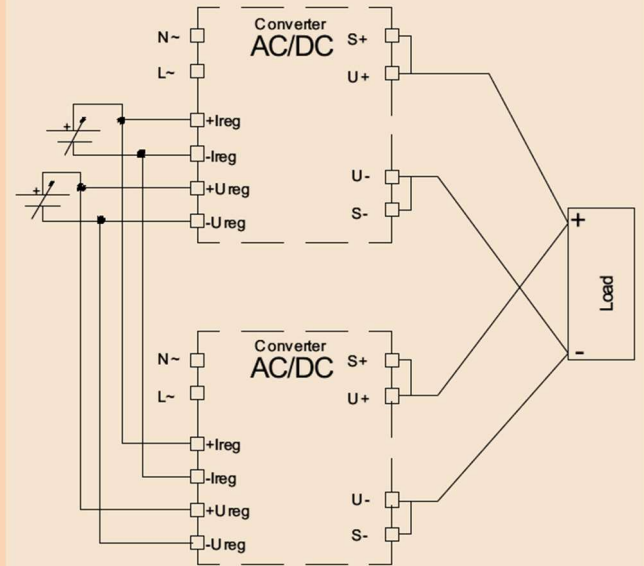 Converter
AC/DC
N~
L~
+Ireg
-Ireg
+Ureg
-Ureg
S+
U+
U-
S-
+
+
Converter
AC/DC
N~
L~
+Ireg
-Ireg
+Ureg
-Ureg
S+
U+
U-
S-
+
Load
-